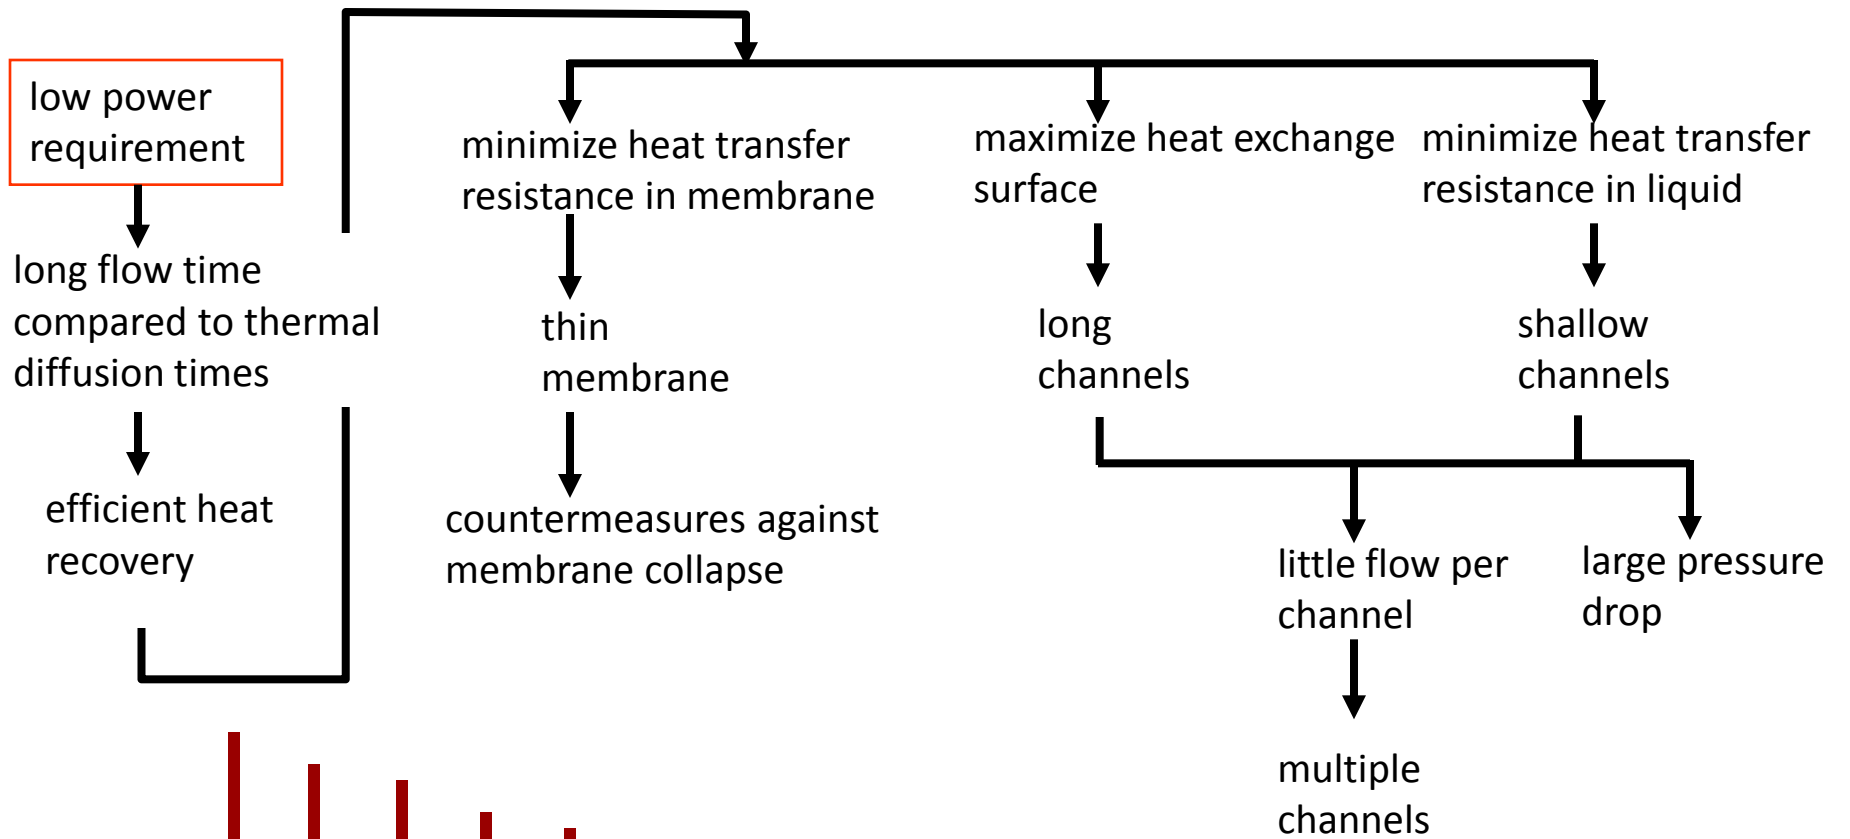 low power
requirement
long flow time
compared to thermal
diffusion times
efficient heat
recovery
minimize heat transfer
resistance in membrane
thin
membrane
countermeasures against
membrane collapse
maximize heat exchange
surface
long
channels
minimize heat transfer
resistance in liquid
shallow
channels
little flow per
channel
large pressure
drop
multiple
channels